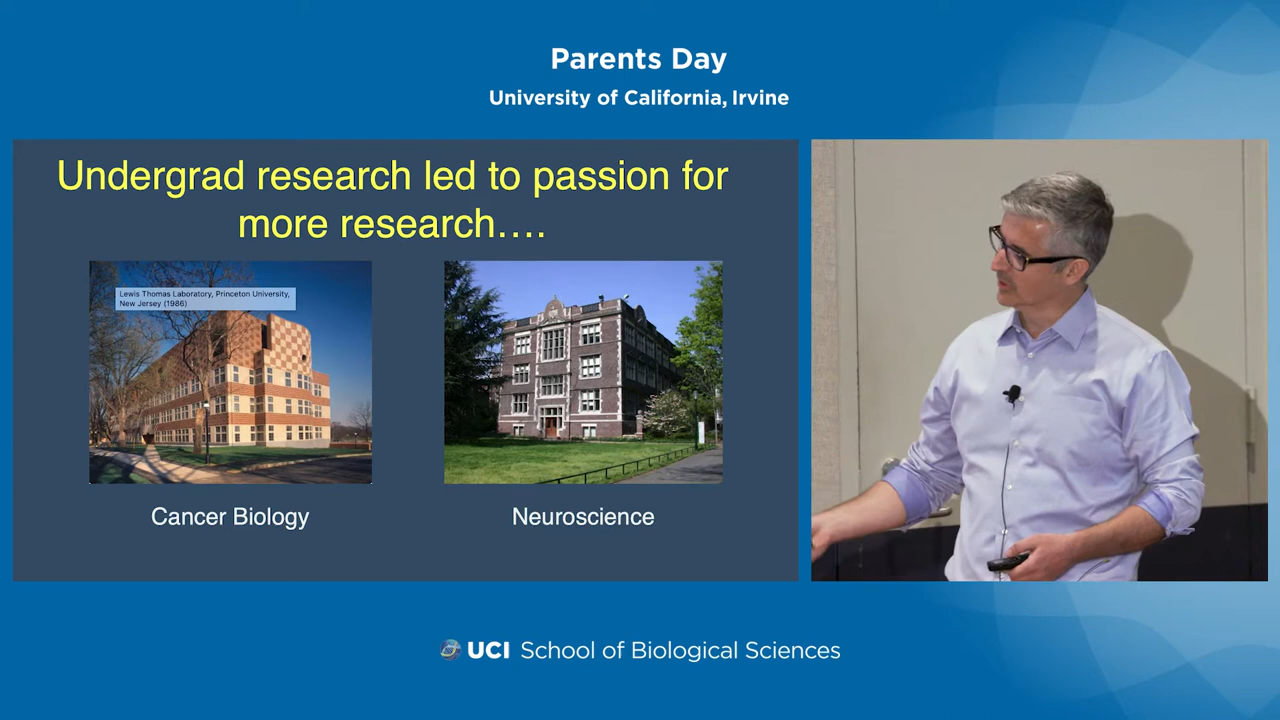 Parents Day
University of California, Irvine
Undergrad research led to passion for
more research....
Lewis Thomas Laboratory, Princeton University,
New Jersey (1986)
Cancer Biology
Neuroscience
UCI School of Biological Sciences